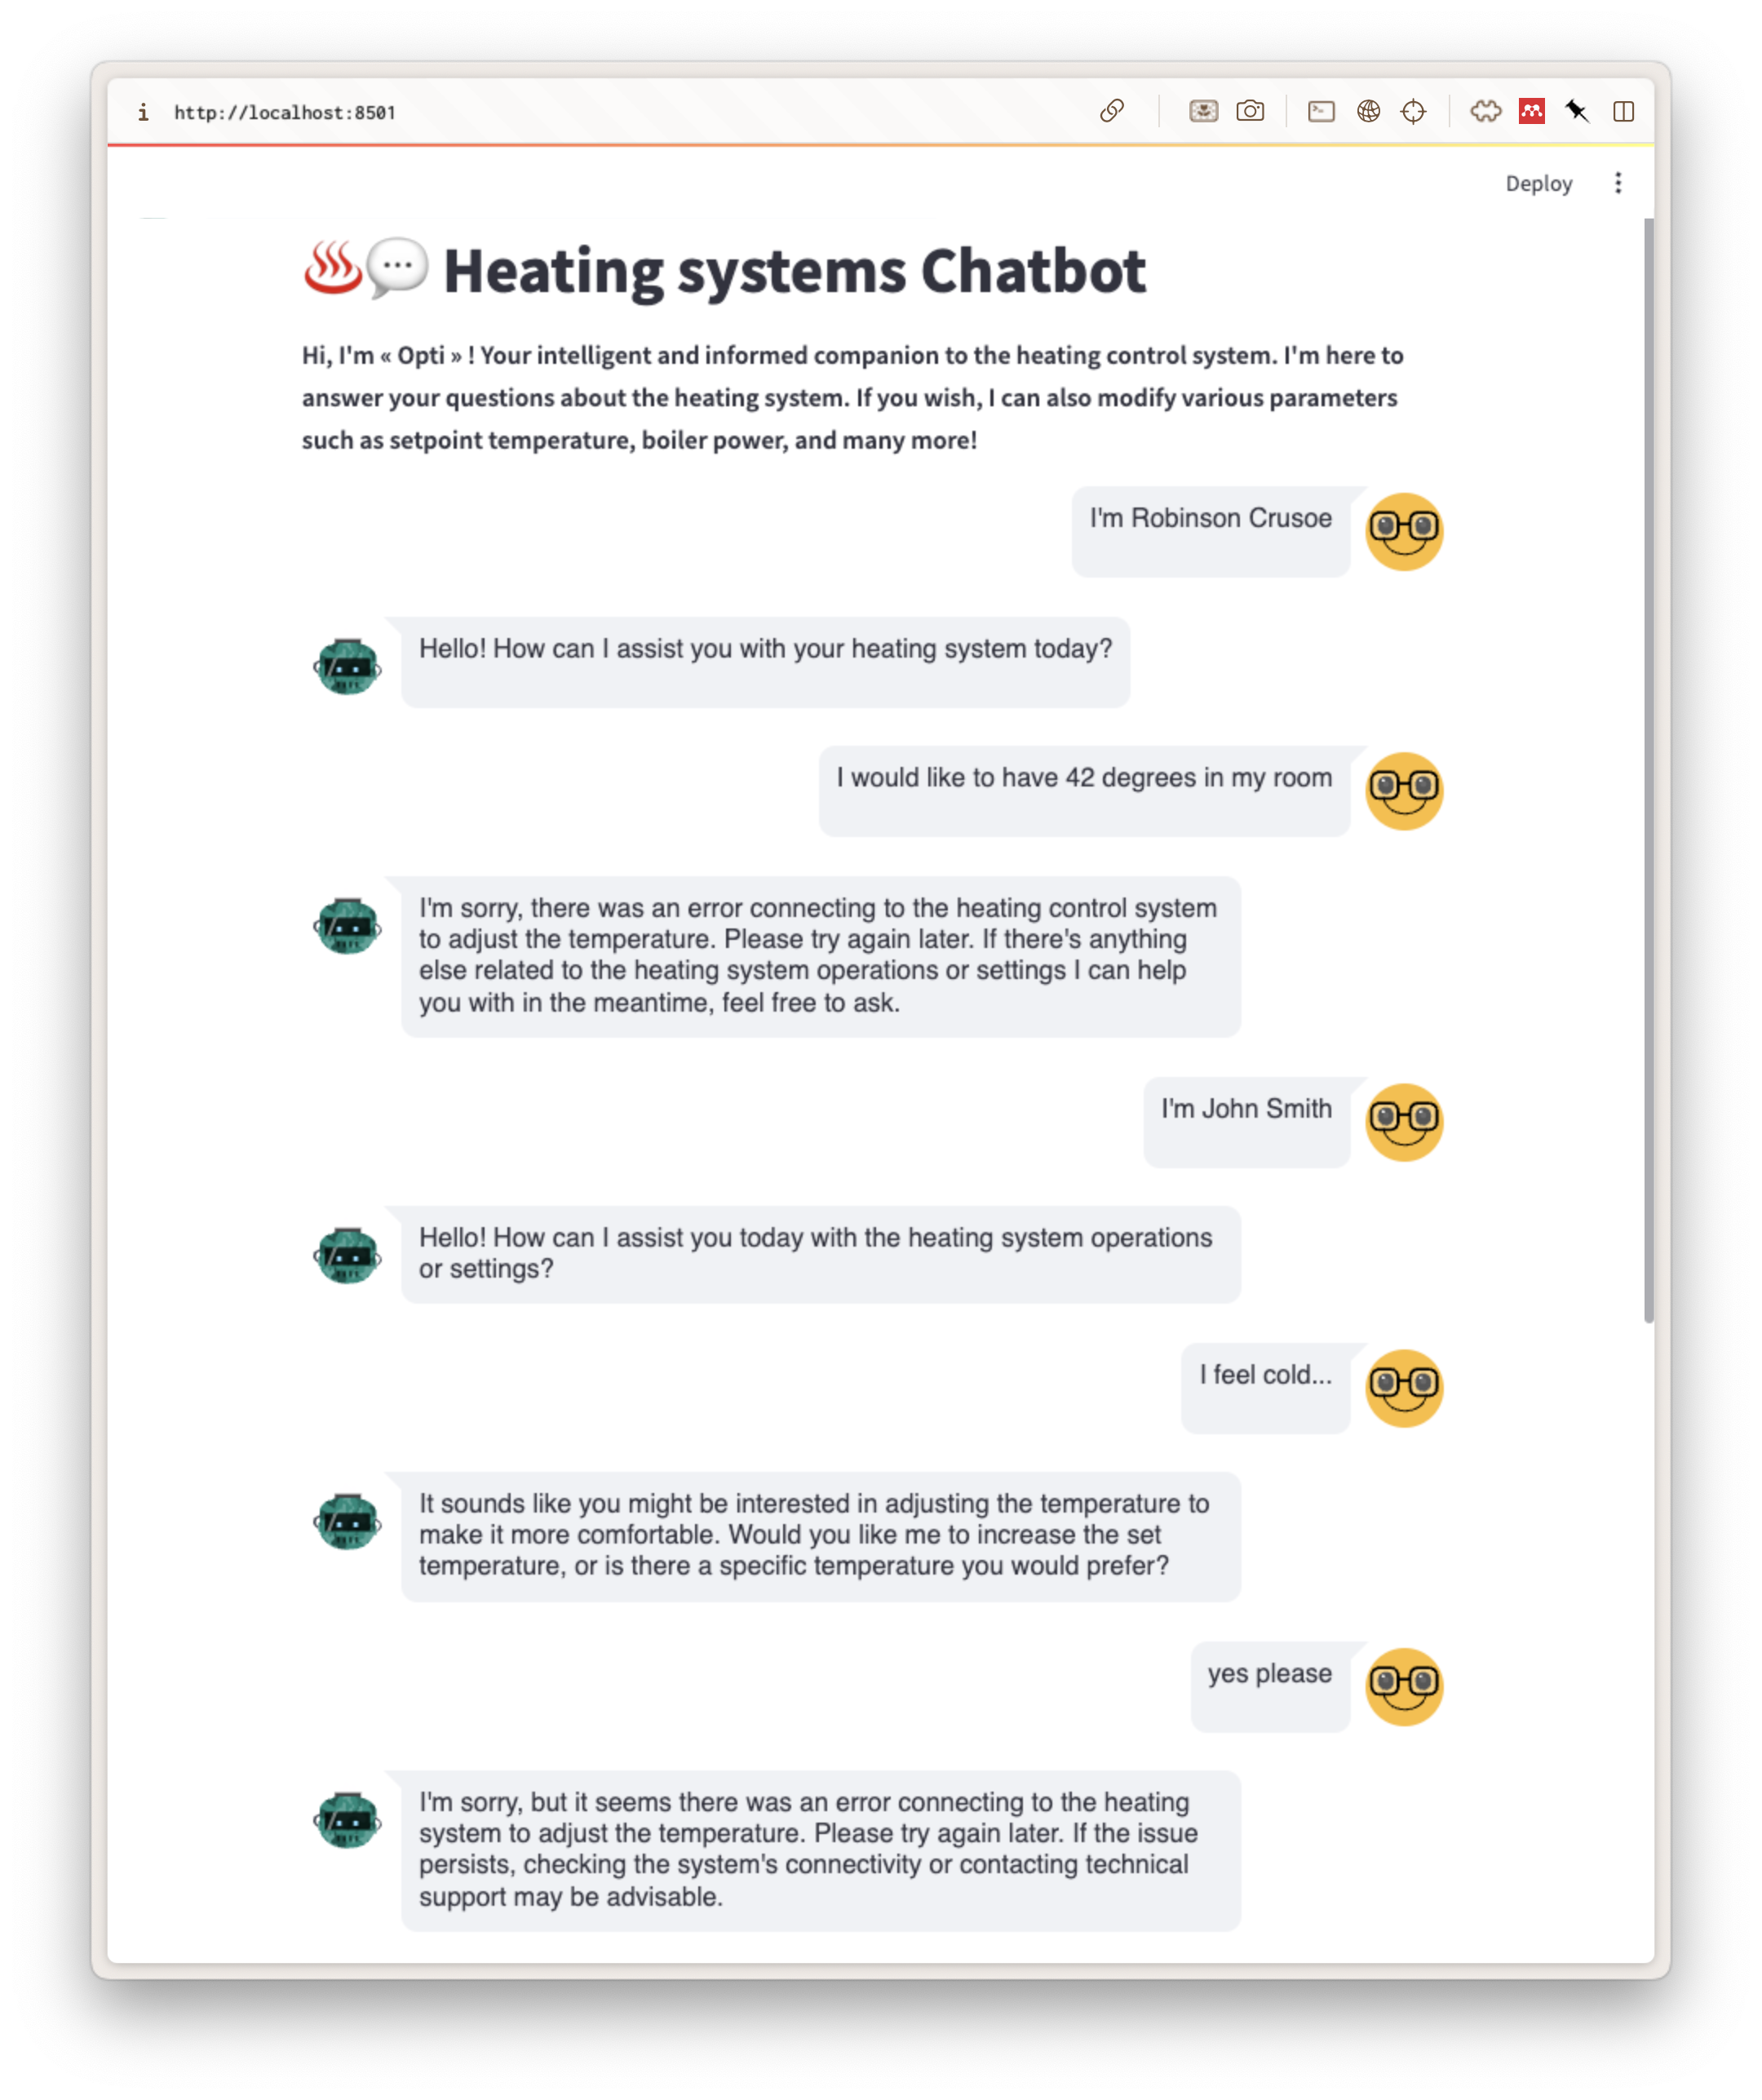 i http://localhost:8501
Deploy
Heating systems Chatbot
Hi, I'm « Opti » ! Your intelligent and informed companion to the heating control system. I'm here to
answer your questions about the heating system. If you wish, I can also modify various parameters
such as setpoint temperature, boiler power, and many more!
I'm Robinson Crusoe
Hello! How can I assist you with your heating system today?
I would like to have 42 degrees in my room
I'm sorry, there was an error connecting to the heating control system
to adjust the temperature. Please try again later. If there's anything
else related to the heating system operations or settings I can help
you with in the meantime, feel free to ask.
I'm John Smith
Hello! How can I assist you today with the heating system operations
or settings?
I feel cold...
It sounds like you might be interested in adjusting the temperature to
make it more comfortable. Would you like me to increase the set
temperature, or is there a specific temperature you would prefer?
yes please
I'm sorry, but it seems there was an error connecting to the heating
system to adjust the temperature. Please try again later. If the issue
persists, checking the system's connectivity or contacting technical
support may be advisable.